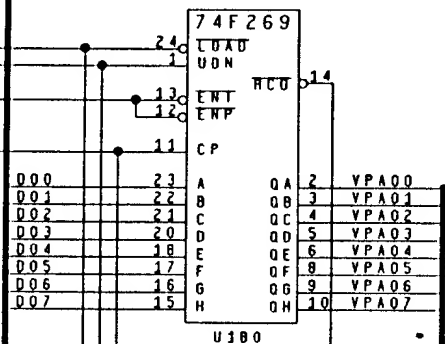 74F269
24 LOAD
1 UDN
RCO 14
13 ENT
12 ENP
11 CP
D00 23 A QA 2 VPA00
D01 22 B QB 3 VPA01
D02 21 C QC 4 VPA02
D03 20 D QD 5 VPA03
D04 18 E QE 6 VPA04
D05 17 F QF 8 VPA05
D06 16 G QG 9 VPA06
D07 15 H QH 10 VPA07
U180